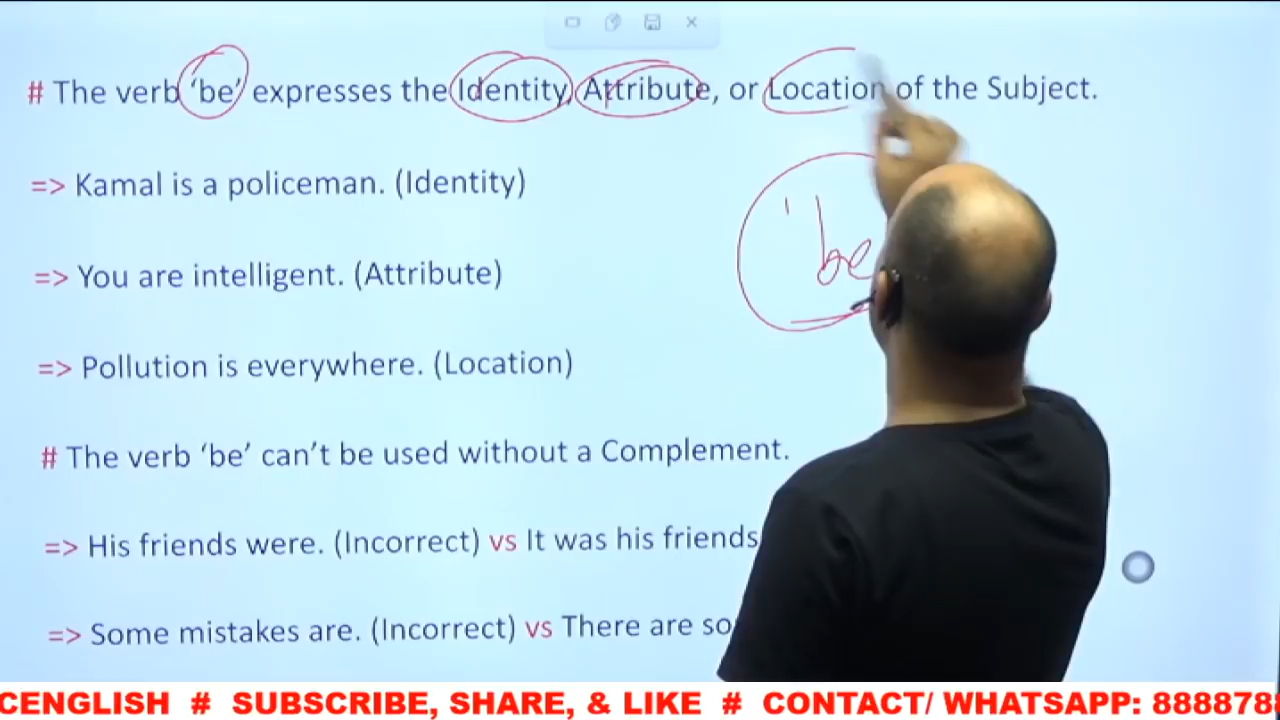 # The verb 'be' expresses the Identity, Attribute, or Location of the Subject.
=> Kamal is a policeman. (Identity)
'be
=> You are intelligent. (Attribute)
=> Pollution is everywhere. (Location)
# The verb 'be' can't be used without a Complement.
=> His friends were. (Incorrect) vs It was his friends
=> Some mistakes are. (Incorrect) vs There are so
CENGLISH # SUBSCRIBE, SHARE, & LIKE # CONTACT/ WHATSAPP: 888878